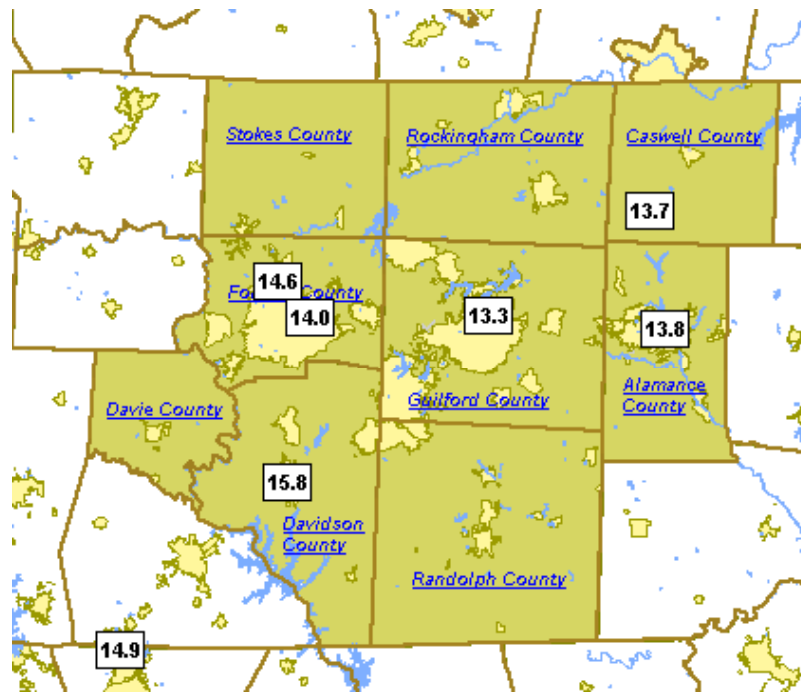 Stokes County
Rockingham County
Caswell County
13.7
14.6
County
14.0
13.3
13.8
Davie County
Guilford County
Alamance
County
15.8
Davidson
County
Randolph County
14.9